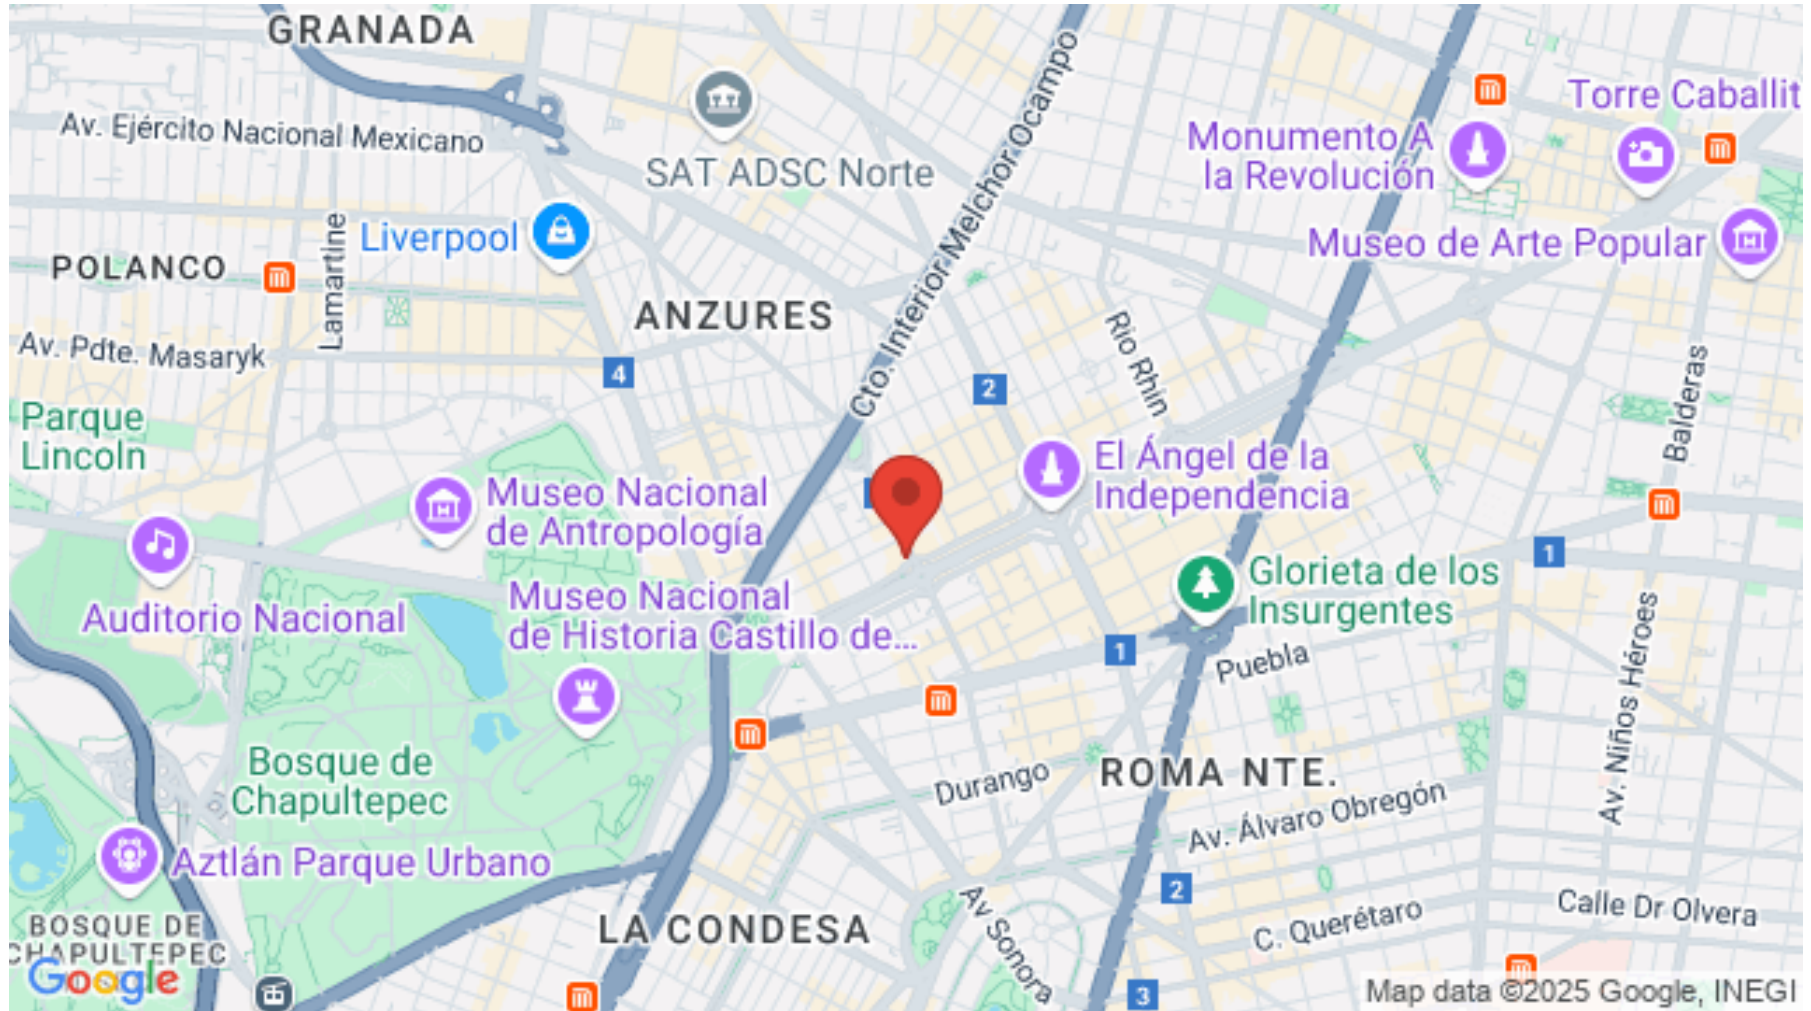 GRANADA
Av. Ejército Nacional Mexicano
SAT ADSC Norte
Cto. Interior Melchor Ocampo
Torre Caballit
Monumento A
la Revolución
Museo de Arte Popular
Liverpool
POLANCO
Lamartine
ANZURES
Av. Pdte. Masaryk
4
2
Rio Rhin
Balderas
Parque
Lincoln
El Ángel de la
Independencia
Museo Nacional
de Antropología
1
Auditorio Nacional
Museo Nacional
de Historia Castillo de...
Glorieta de los
Insurgentes
1
Puebla
Av. Niños Héroes
Bosque de
Chapultepec
Durango
ROMA NTE.
Av. Álvaro Obregón
Aztlán Parque Urbano
2
BOSQUE DE
CHAPULTEPEC
LA CONDESA
Av Sonora
C. Querétaro
Calle Dr Olvera
Google
3
Map data ©2025 Google, INEGI